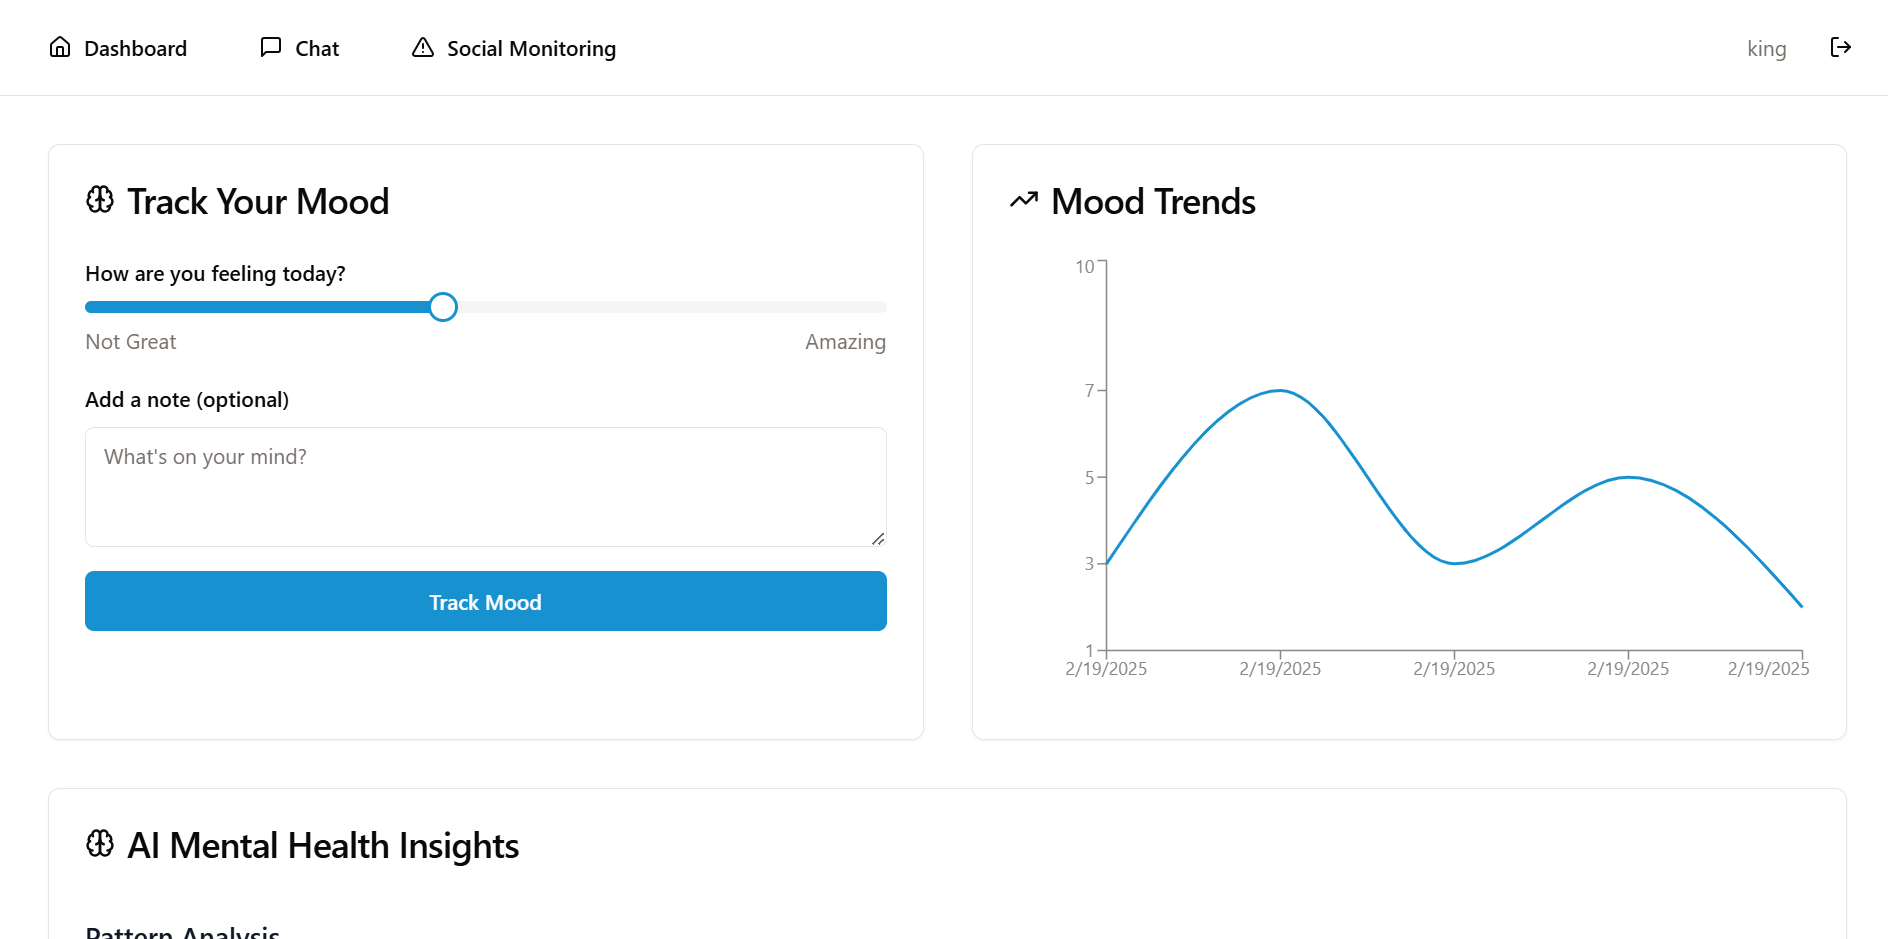 Dashboard Chat Social Monitoring king
Track Your Mood
How are you feeling today?
Not Great Amazing
Add a note (optional)
What's on your mind?
Track Mood
Mood Trends
10
7
5
3
1
2/19/2025 2/19/2025 2/19/2025 2/19/2025 2/19/2025
AI Mental Health Insights
Pattern Analysis